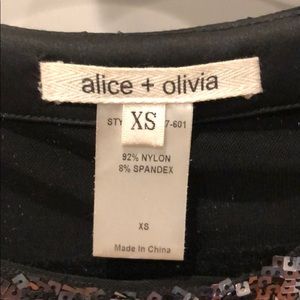 alice + olivia
XS
92% NYLON
8% SPANDEX
XS
Made In China